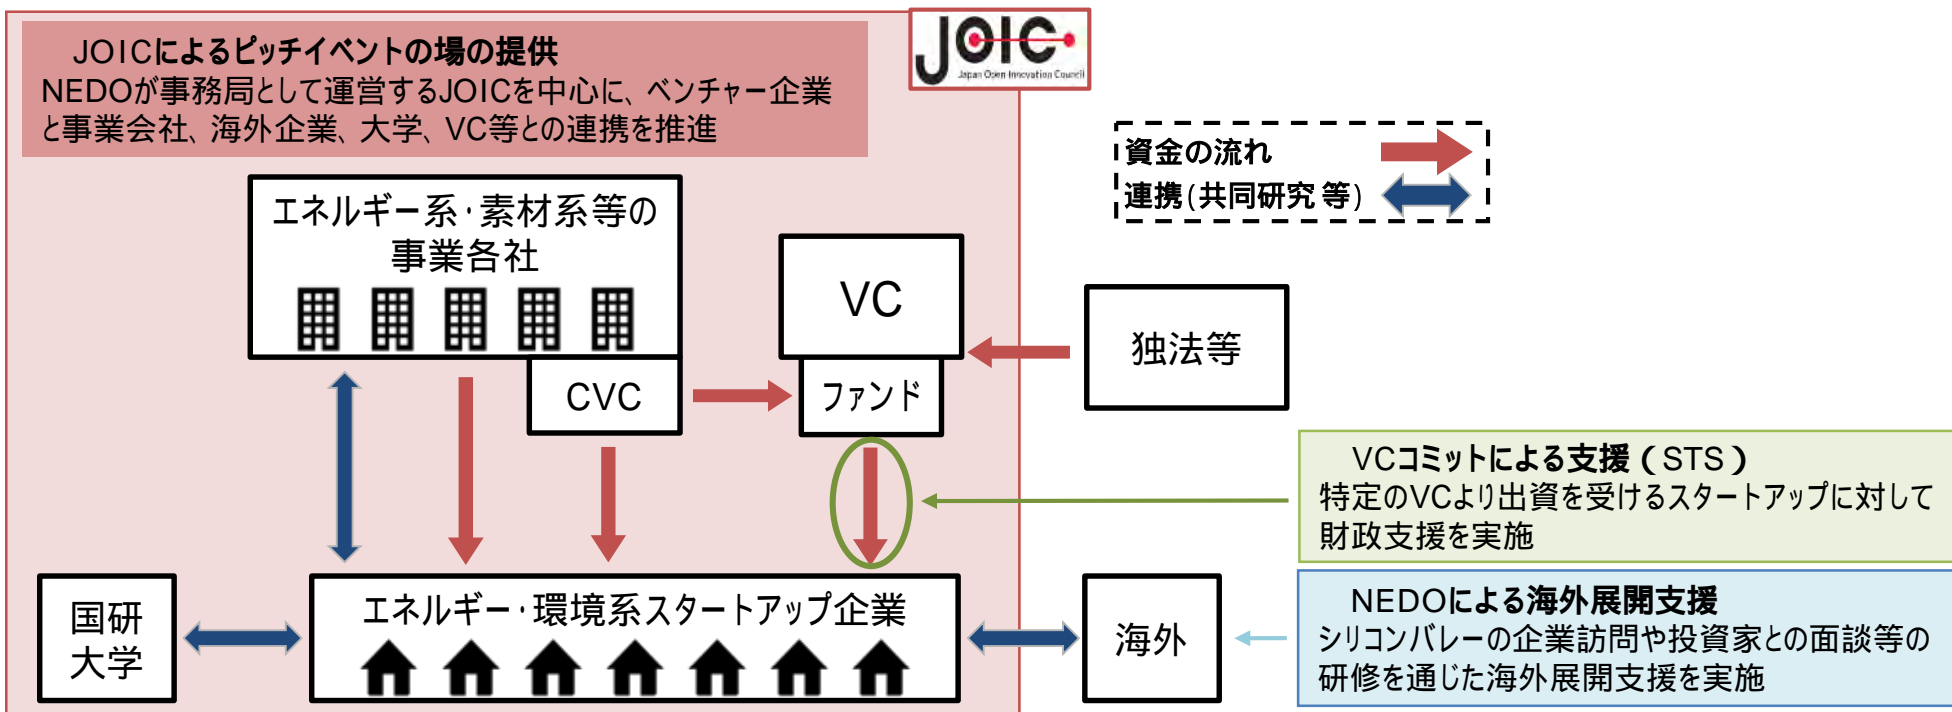 JOICによるピッチイベントの場の提供
NEDOが事務局として運営するJOICを中心に、ベンチャー企業
と事業会社、海外企業、大学、VC等との連携を推進
JOIC
Japan Open Innovation Council
資金の流れ
連携(共同研究等)
エネルギー系・素材系等の
事業各社
VC
独法等
CVC
ファンド
VCコミットによる支援(STS)
特定のVCより出資を受けるスタートアップに対して
財政支援を実施
国研
大学
エネルギー・環境系スタートアップ企業
海外
NEDOによる海外展開支援
シリコンバレーの企業訪問や投資家との面談等の
研修を通じた海外展開支援を実施